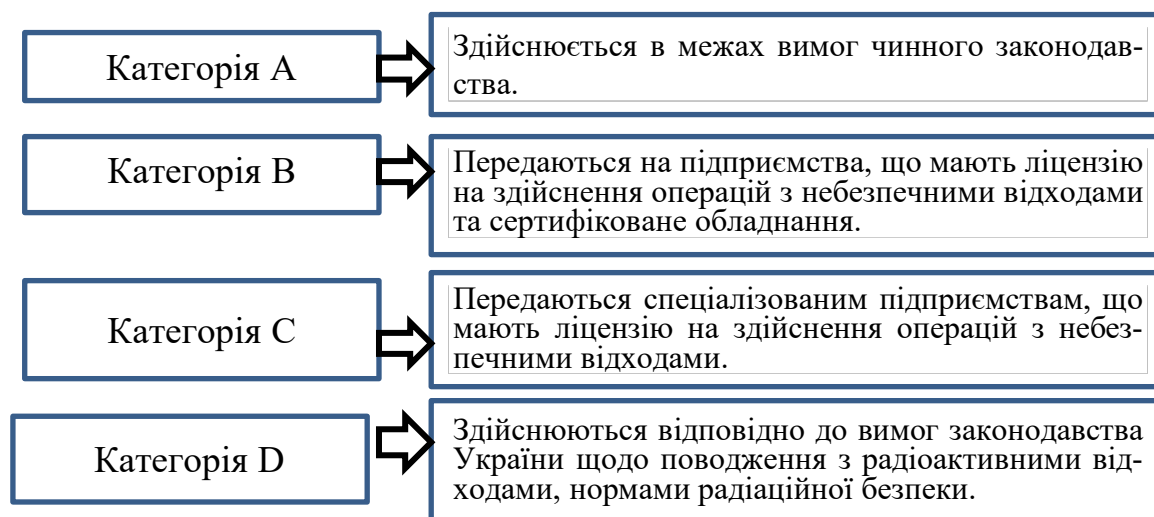 Категорія А
Здійснюється в межах вимог чинного законодав-
ства.
Категорія В
Передаються на підприємства, що мають ліцензію
на здійснення операцій з небезпечними відходами
та сертифіковане обладнання.
Категорія С
Передаються спеціалізованим підприємствам, що
мають ліцензію на здійснення операцій з небез-
печними відходами.
Категорія D
Здійснюються відповідно до вимог законодавства
України щодо поводження з радіоактивними від-
ходами, нормами радіаційної безпеки.